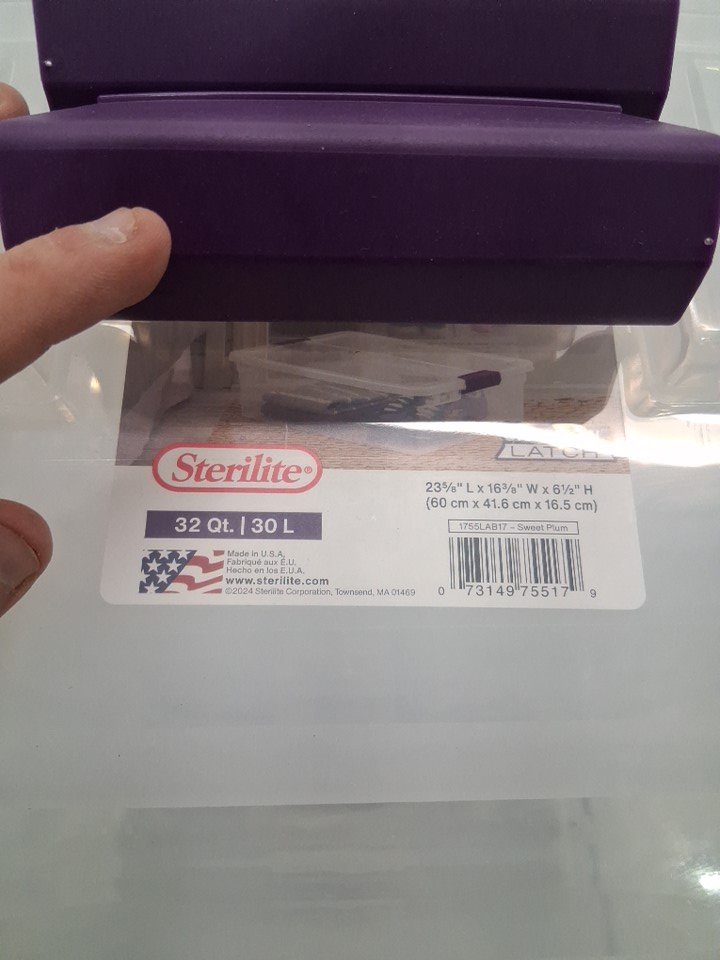 LATCH
Sterilite®
32 Qt. | 30 L
23⅝" L x 16⅜" W x 6½" H
(60 cm x 41.6 cm x 16.5 cm)
1755LAB17 – Sweet Plum
Made in U.S.A.
Fabriqué aux É.U.
Hecho en los E.U.A.
www.sterilite.com
©2024 Sterilite Corporation, Townsend, MA 01469
0 73149 75517 9